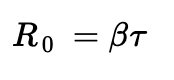 R₀ = βτ